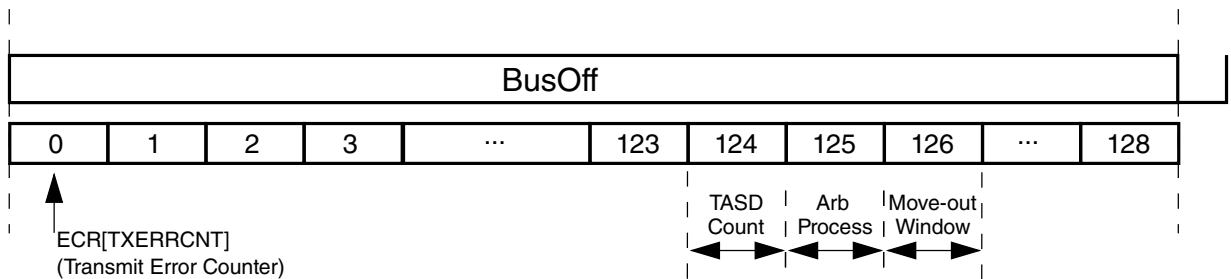 BusOff
0 1 2 3 ... 123 124 125 126 ... 128
TASD Count
Arb Process
Move-out Window
ECR[TXERRCNT]
(Transmit Error Counter)